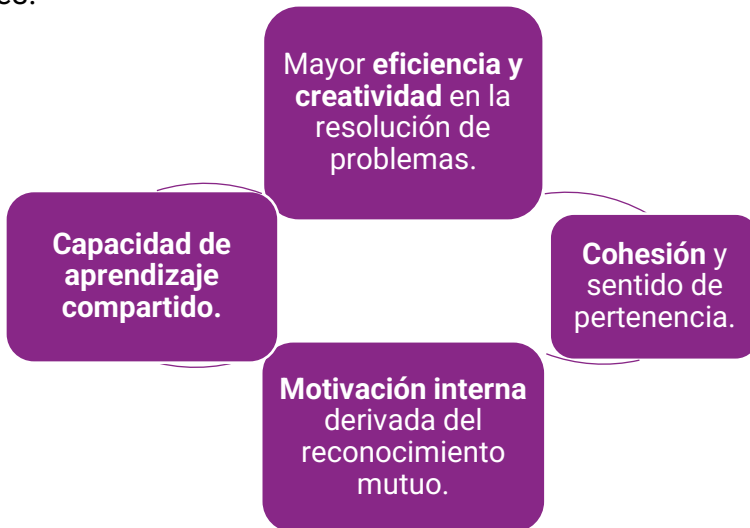 Mayor eficiencia y
creatividad en la
resolución de
problemas.
Cohesión y
sentido de
pertenencia.
Motivación interna
derivada del
reconocimiento
mutuo.
Capacidad de
aprendizaje
compartido.